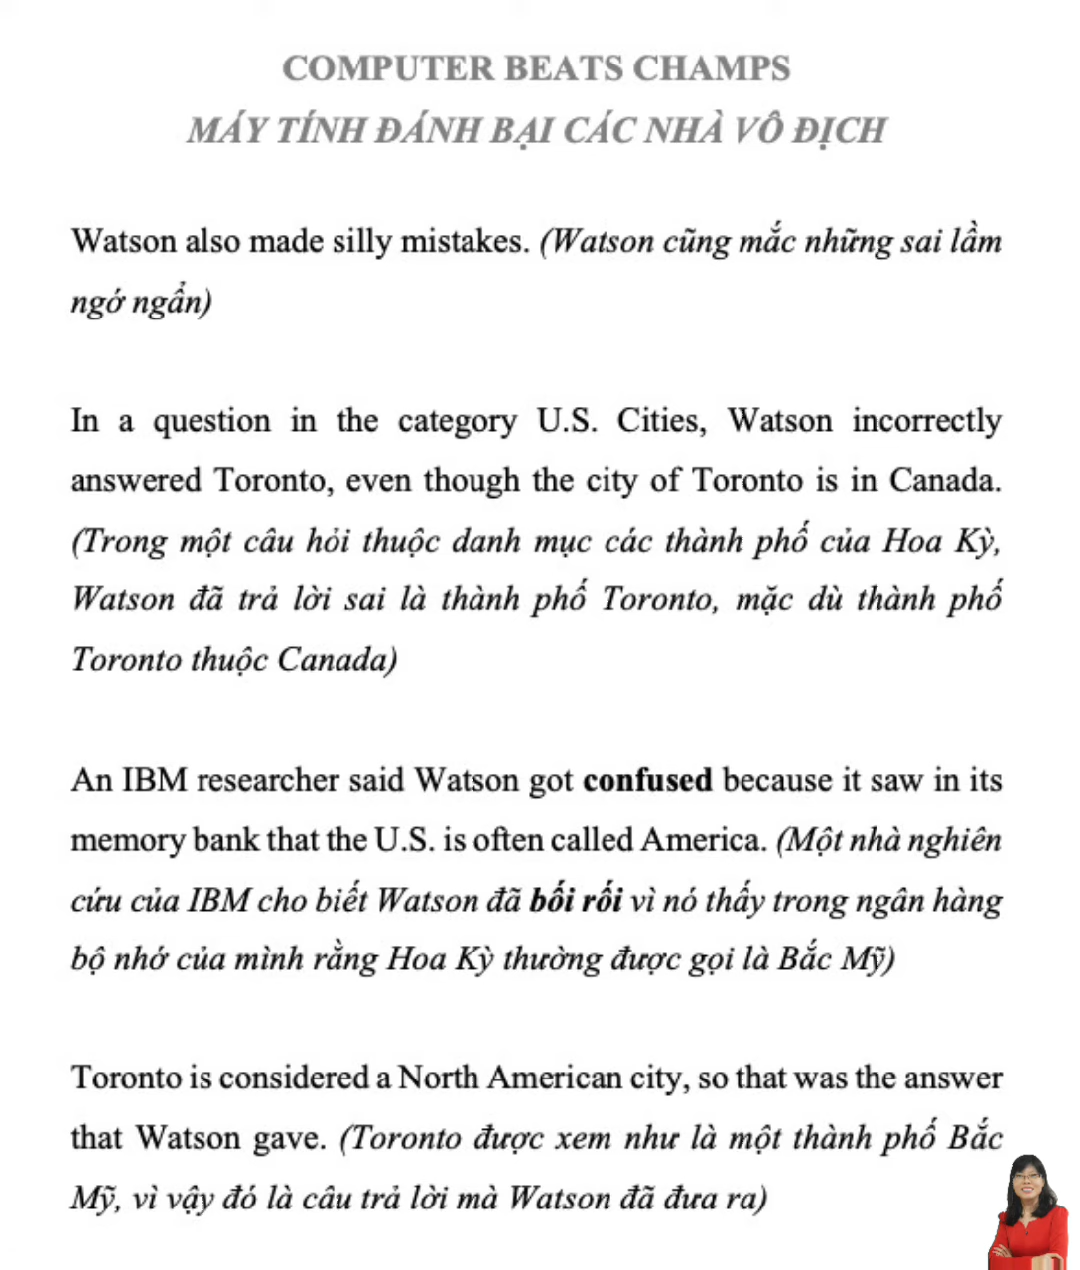 COMPUTER BEATS CHAMPS
MÁY TÍNH ĐÁNH BẠI CÁC NHÀ VÔ ĐỊCH
Watson also made silly mistakes. (Watson cũng mắc những sai lầm
ngớ ngẩn)
In a question in the category U.S. Cities, Watson incorrectly
answered Toronto, even though the city of Toronto is in Canada.
(Trong một câu hỏi thuộc danh mục các thành phố của Hoa Kỳ,
Watson đã trả lời sai là thành phố Toronto, mặc dù thành phố
Toronto thuộc Canada)
An IBM researcher said Watson got confused because it saw in its
memory bank that the U.S. is often called America. (Một nhà nghiên
cứu của IBM cho biết Watson đã bối rối vì nó thấy trong ngân hàng
bộ nhớ của mình rằng Hoa Kỳ thường được gọi là Bắc Mỹ)
Toronto is considered a North American city, so that was the answer
that Watson gave. (Toronto được xem như là một thành phố Bắc
Mỹ, vì vậy đó là câu trả lời mà Watson đã đưa ra)